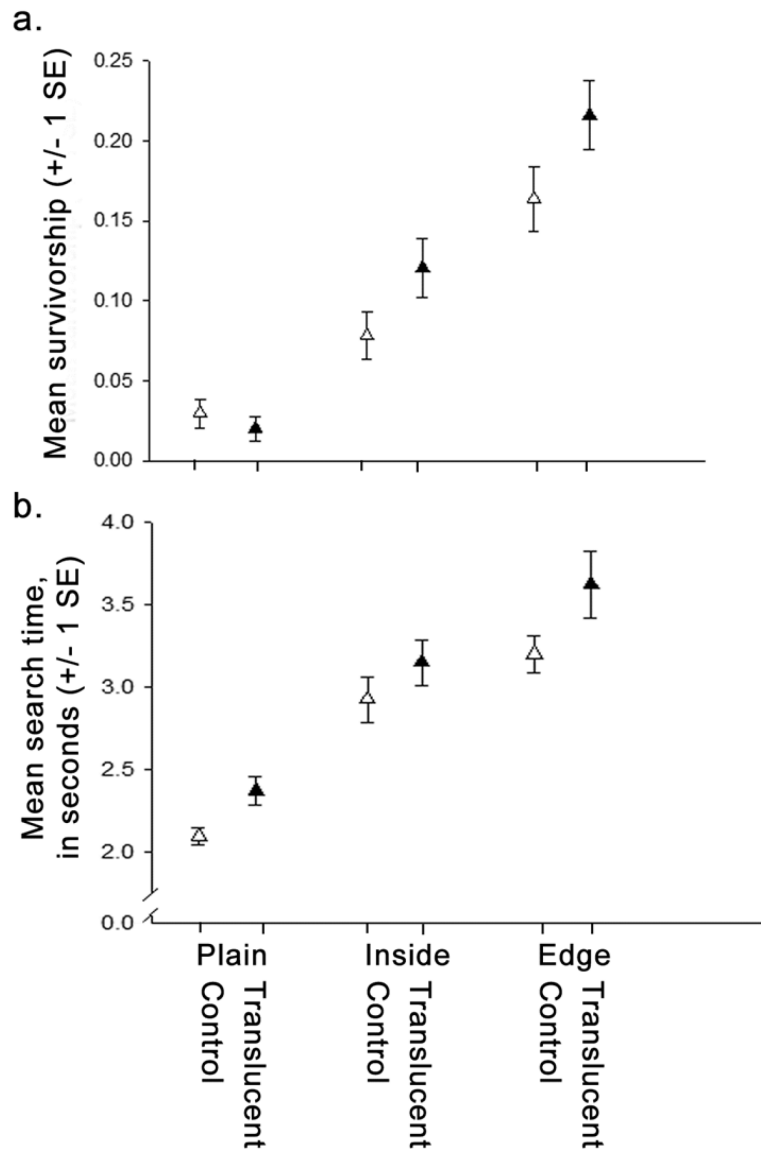 a.
Mean survivorship (+/- 1 SE)
0.25
0.20
0.15
0.10
0.05
0.00
b.
Mean search time,
in seconds (+/- 1 SE)
4.0
3.5
3.0
2.5
2.0
0.0
Plain Inside Edge
Control
Translucent
Control
Translucent
Control
Translucent